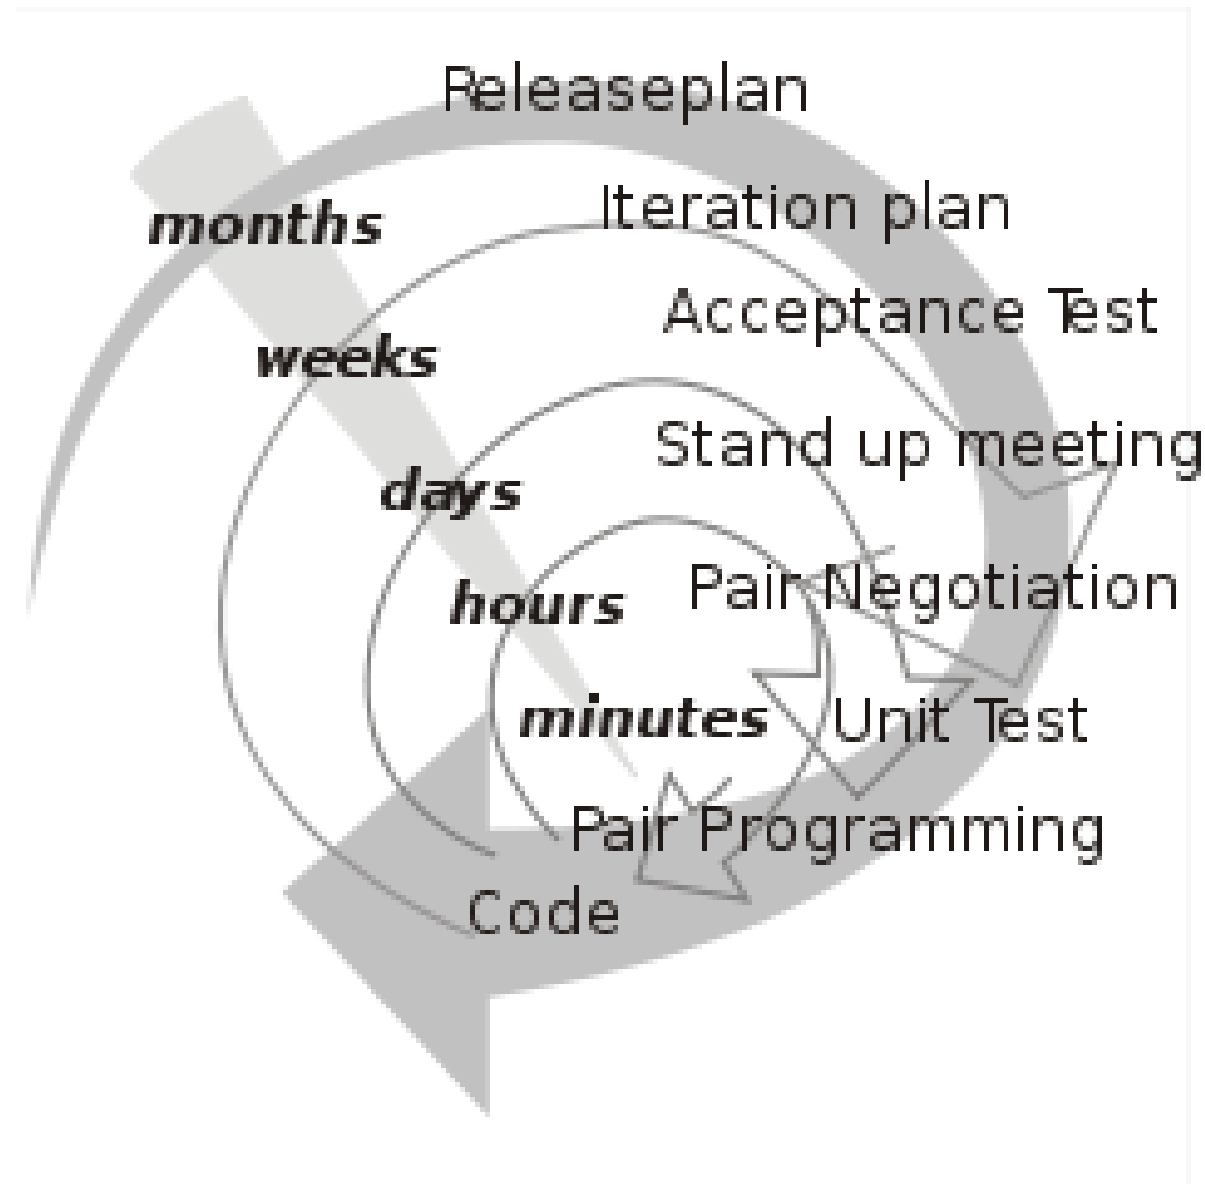 Releaseplan
Iteration plan
months
Acceptance Test
weeks
Stand up meeting
days
Pair Negotiation
hours
Unit Test
minutes
Pair Programming
Code